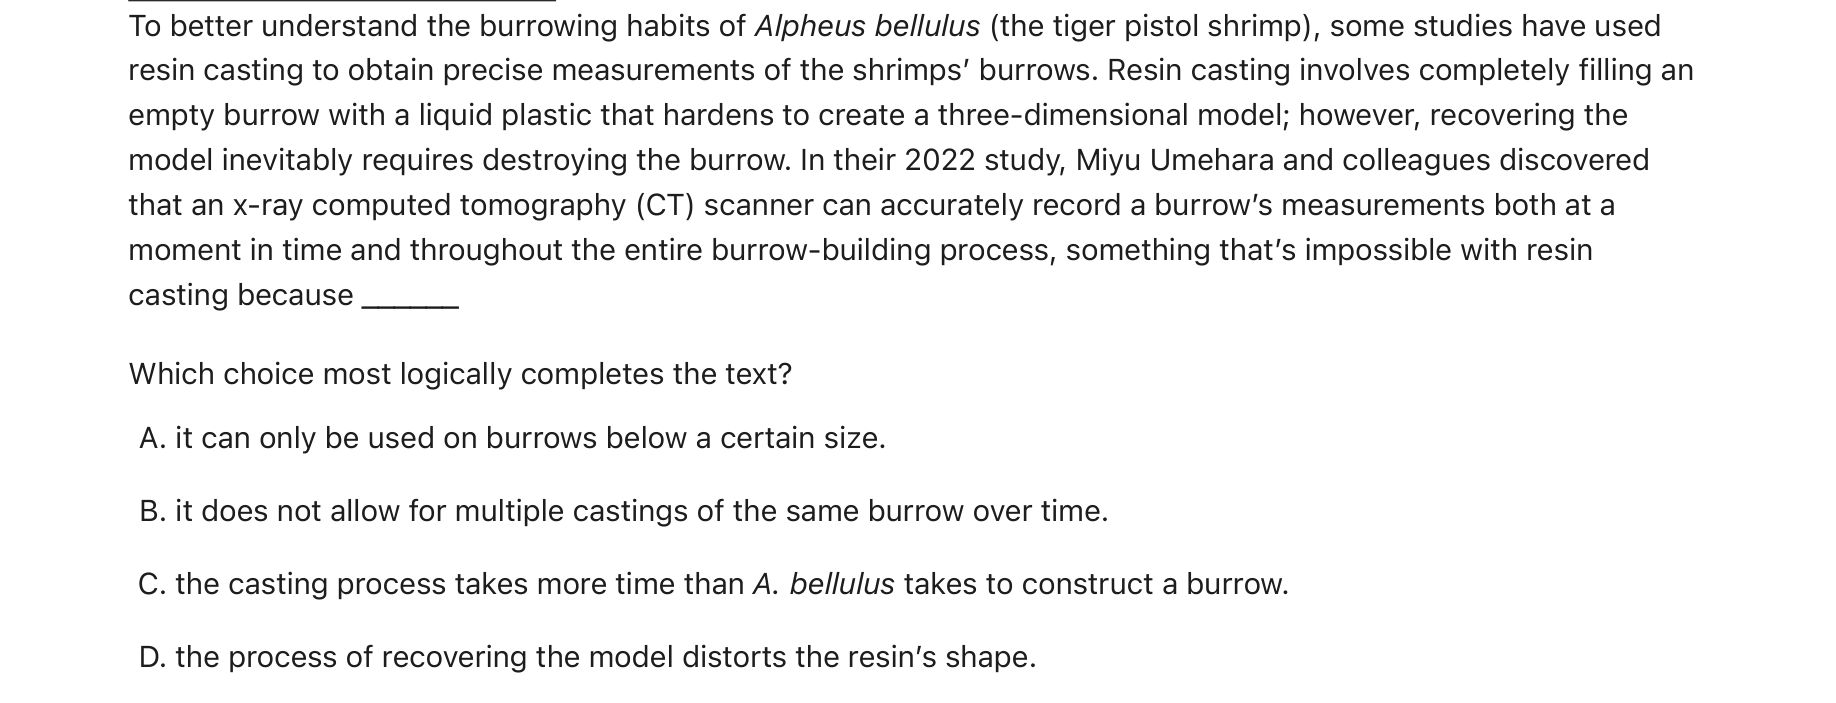 To better understand the burrowing habits of Alpheus bellulus (the tiger pistol shrimp), some studies have used
resin casting to obtain precise measurements of the shrimps’ burrows. Resin casting involves completely filling an
empty burrow with a liquid plastic that hardens to create a three-dimensional model; however, recovering the
model inevitably requires destroying the burrow. In their 2022 study, Miyu Umehara and colleagues discovered
that an x-ray computed tomography (CT) scanner can accurately record a burrow’s measurements both at a
moment in time and throughout the entire burrow-building process, something that’s impossible with resin
casting because ______
Which choice most logically completes the text?
A. it can only be used on burrows below a certain size.
B. it does not allow for multiple castings of the same burrow over time.
C. the casting process takes more time than A. bellulus takes to construct a burrow.
D. the process of recovering the model distorts the resin’s shape.